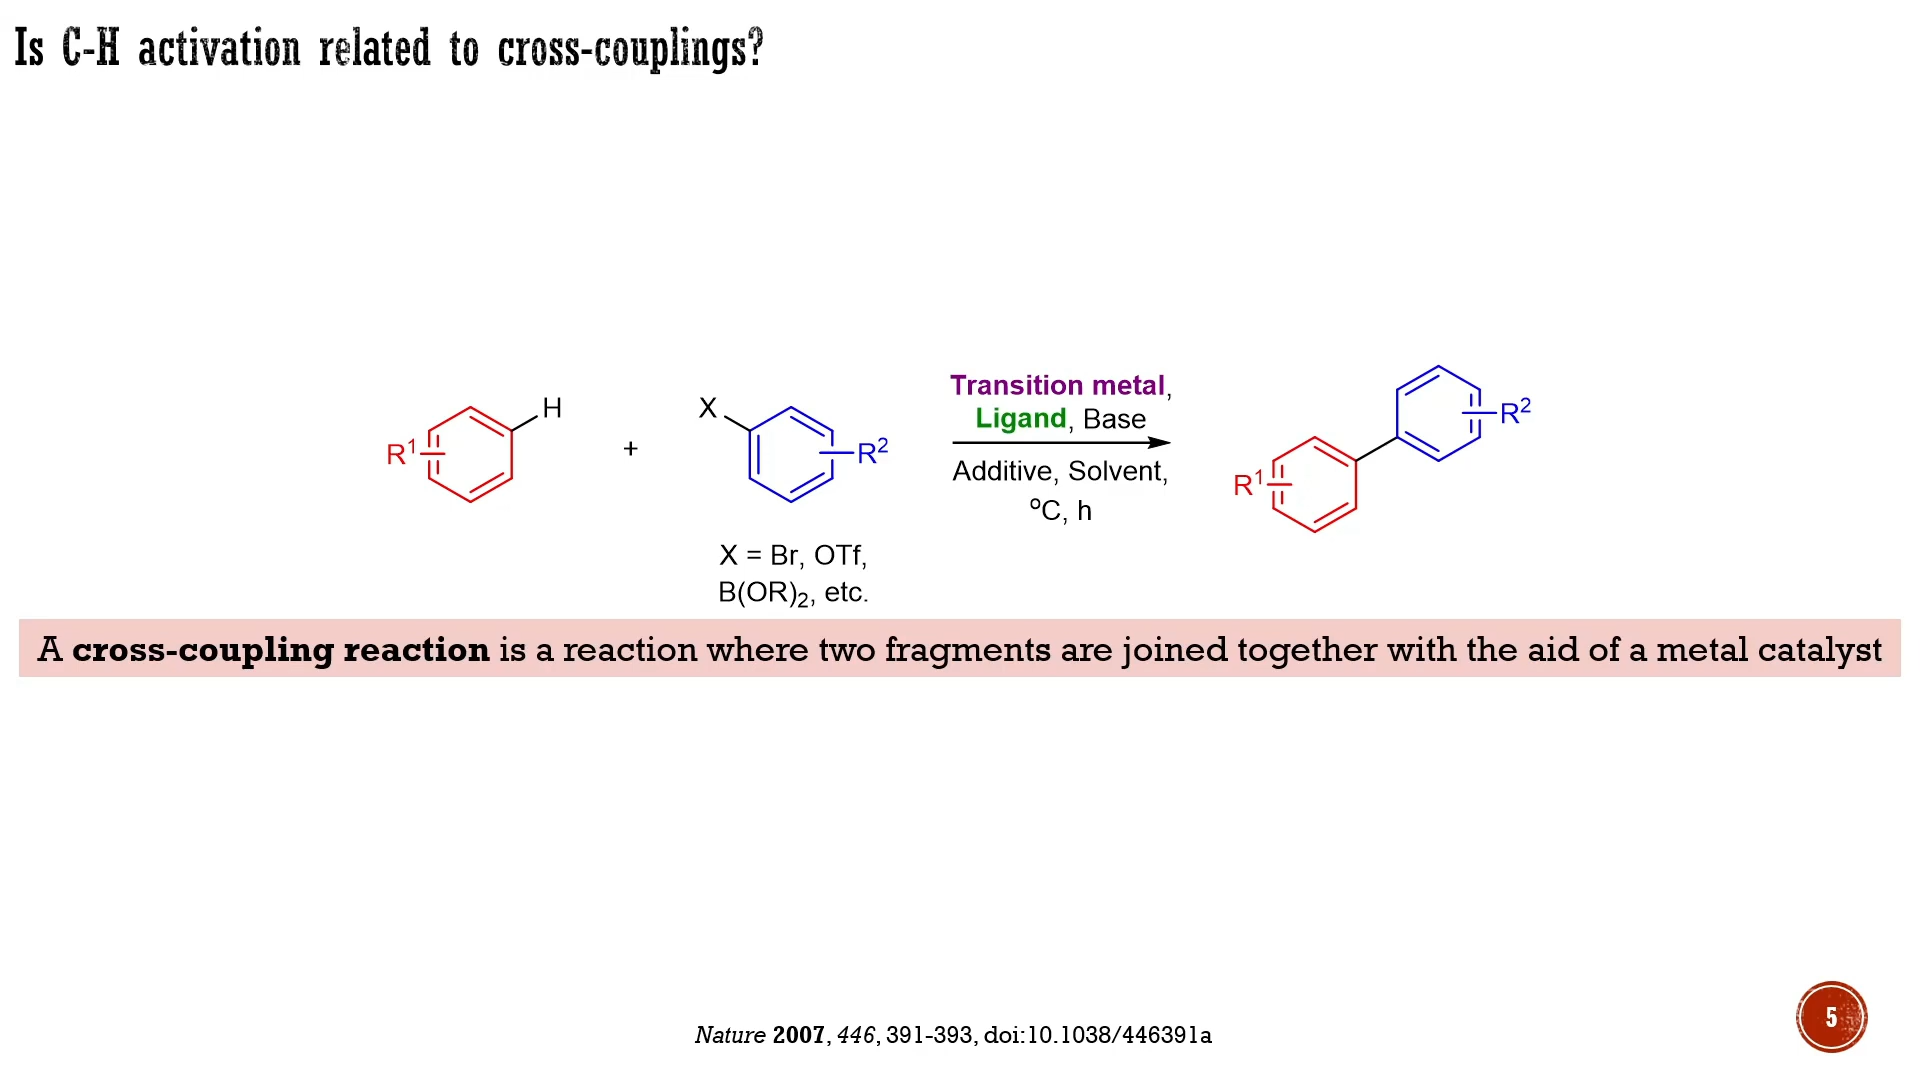 Is C-H activation related to cross-couplings?
H
R¹
+
X
R²
X = Br, OTf,
B(OR)₂, etc.
Transition metal,
Ligand, Base
Additive, Solvent,
ºC, h
R²
R¹
A cross-coupling reaction is a reaction where two fragments are joined together with the aid of a metal catalyst
Nature 2007, 446, 391-393, doi:10.1038/446391a
5